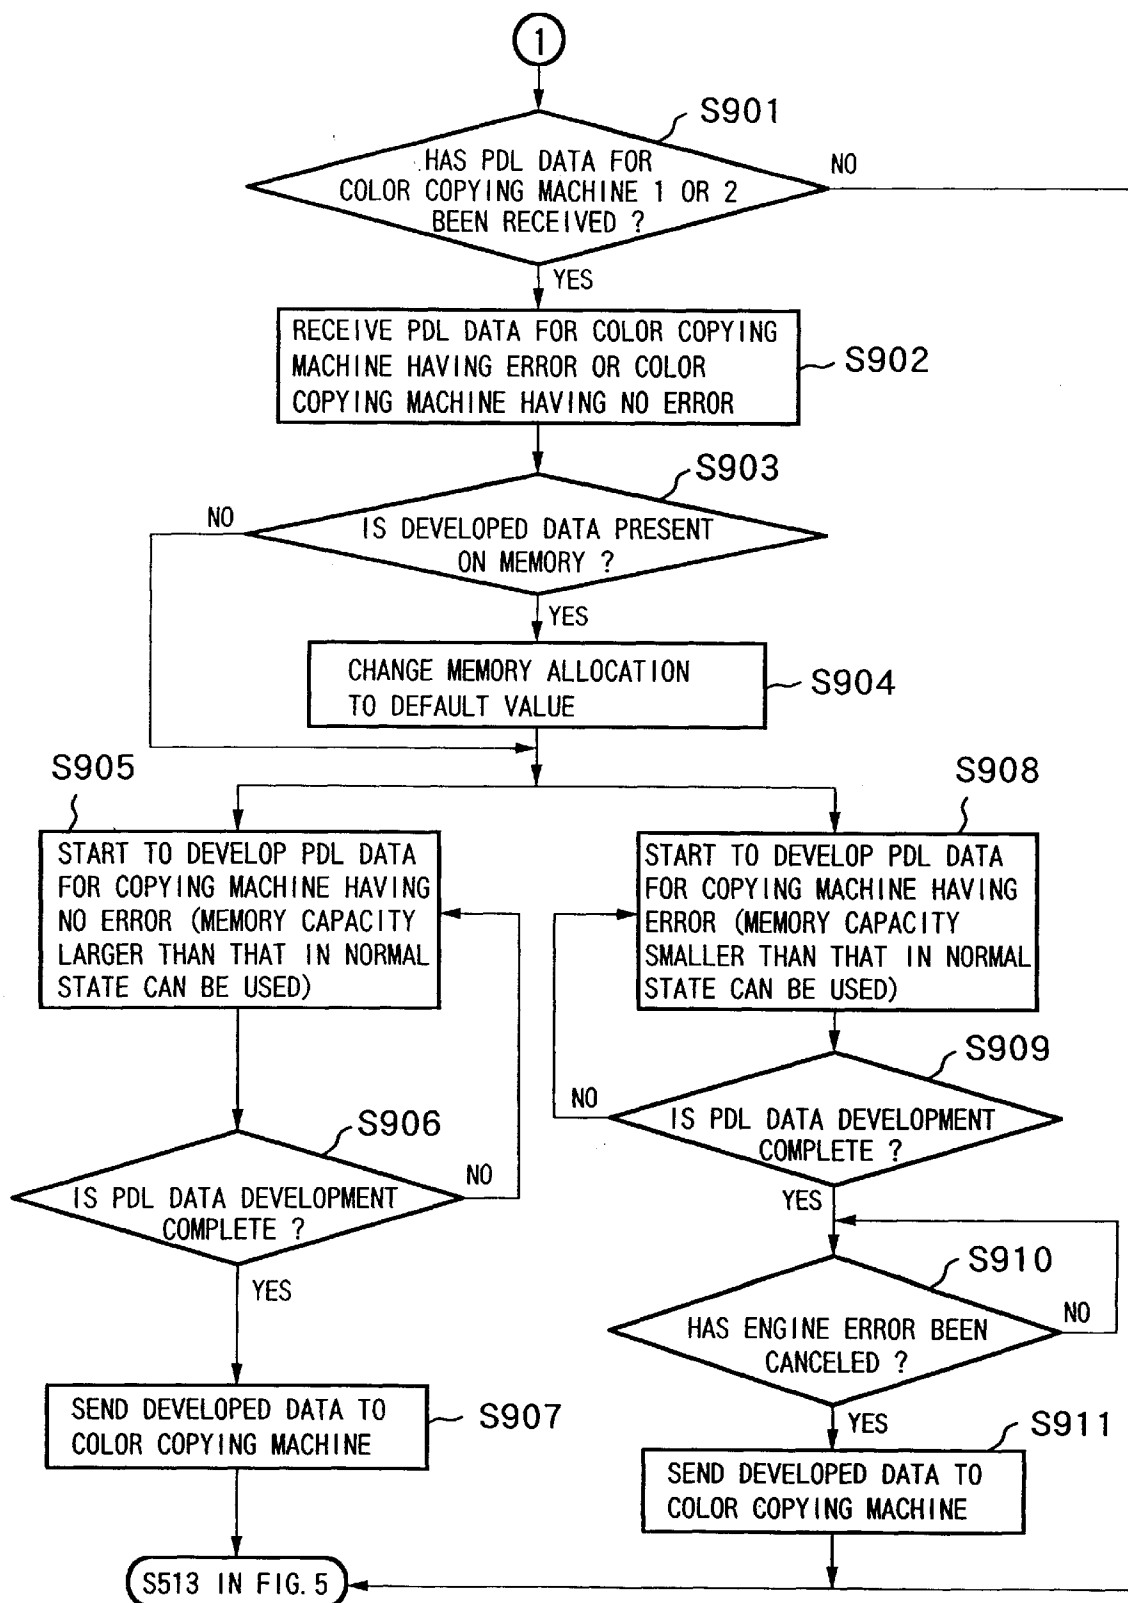 1
S901
HAS PDL DATA FOR
COLOR COPYING MACHINE 1 OR 2
BEEN RECEIVED ?
NO
YES
RECEIVE PDL DATA FOR COLOR COPYING
MACHINE HAVING ERROR OR COLOR
COPYING MACHINE HAVING NO ERROR
S902
S903
NO
IS DEVELOPED DATA PRESENT
ON MEMORY ?
YES
CHANGE MEMORY ALLOCATION
TO DEFAULT VALUE
S904
S905
START TO DEVELOP PDL DATA
FOR COPYING MACHINE HAVING
NO ERROR (MEMORY CAPACITY
LARGER THAN THAT IN NORMAL
STATE CAN BE USED)
S908
START TO DEVELOP PDL DATA
FOR COPYING MACHINE HAVING
ERROR (MEMORY CAPACITY
SMALLER THAN THAT IN NORMAL
STATE CAN BE USED)
S906
IS PDL DATA DEVELOPMENT
COMPLETE ?
NO
YES
S909
NO
IS PDL DATA DEVELOPMENT
COMPLETE ?
YES
S910
HAS ENGINE ERROR BEEN
CANCELED ?
NO
YES
SEND DEVELOPED DATA TO
COLOR COPYING MACHINE
S907
S911
SEND DEVELOPED DATA TO
COLOR COPYING MACHINE
S513 IN FIG. 5